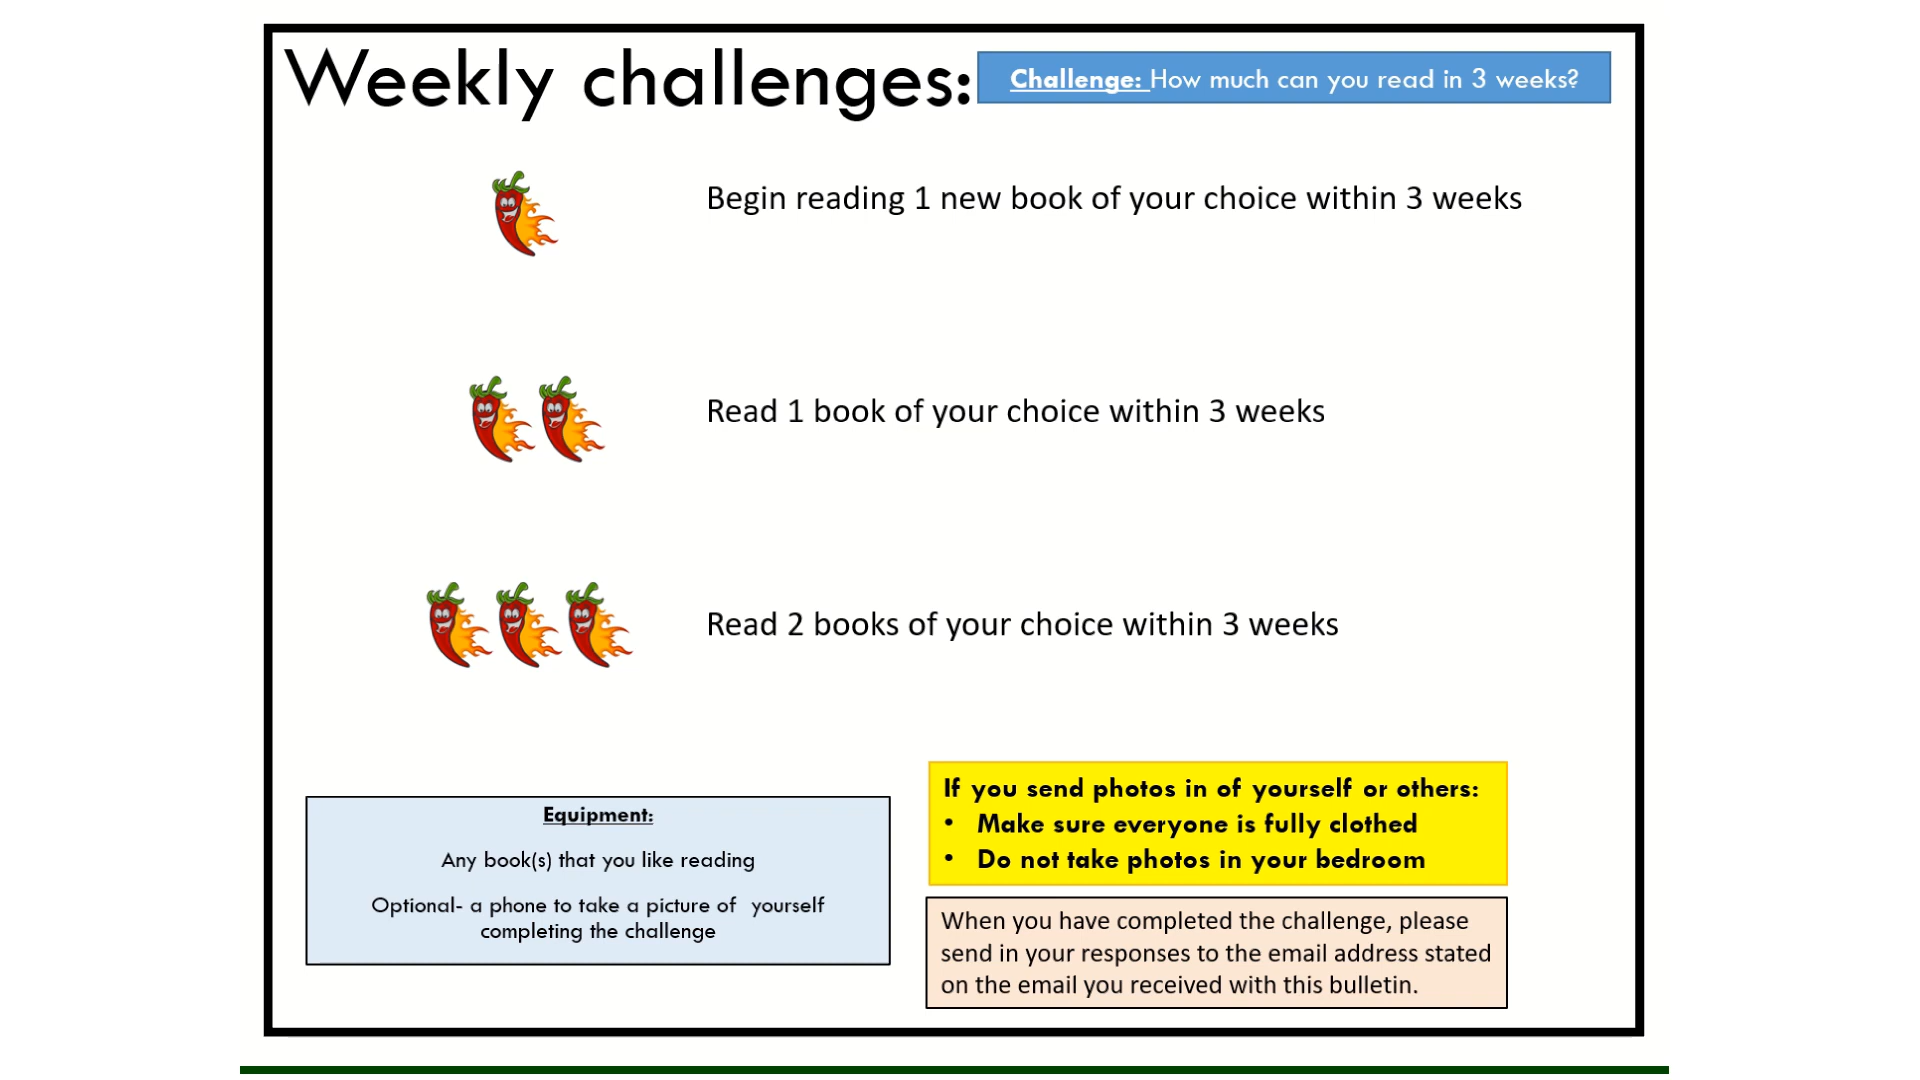 Weekly challenges:
Challenge: How much can you read in 3 weeks?
Begin reading 1 new book of your choice within 3 weeks
Read 1 book of your choice within 3 weeks
Read 2 books of your choice within 3 weeks
Equipment:
Any book(s) that you like reading
Optional- a phone to take a picture of  yourself
completing the challenge
If you send photos in of yourself or others:
• Make sure everyone is fully clothed
• Do not take photos in your bedroom
When you have completed the challenge, please
send in your responses to the email address stated
on the email you received with this bulletin.